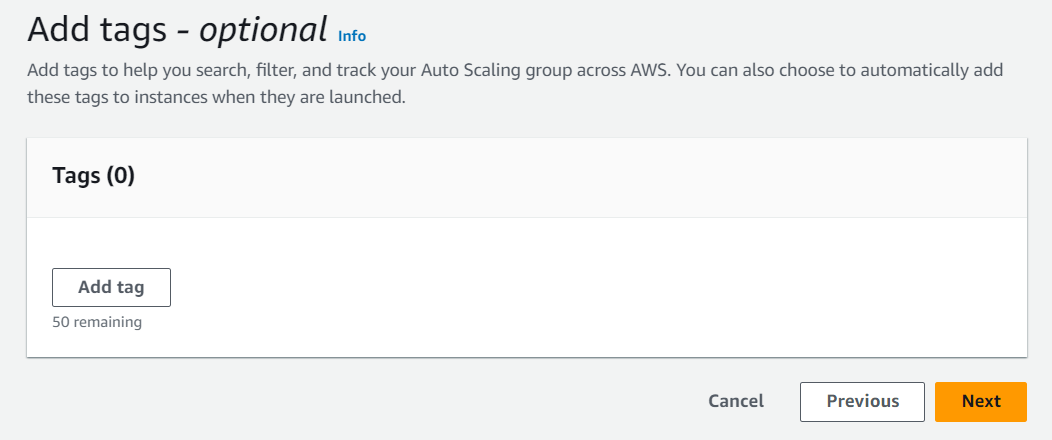 Add tags - optional Info
Add tags to help you search, filter, and track your Auto Scaling group across AWS. You can also choose to automatically add
these tags to instances when they are launched.
Tags (0)
Add tag
50 remaining
Cancel Previous Next